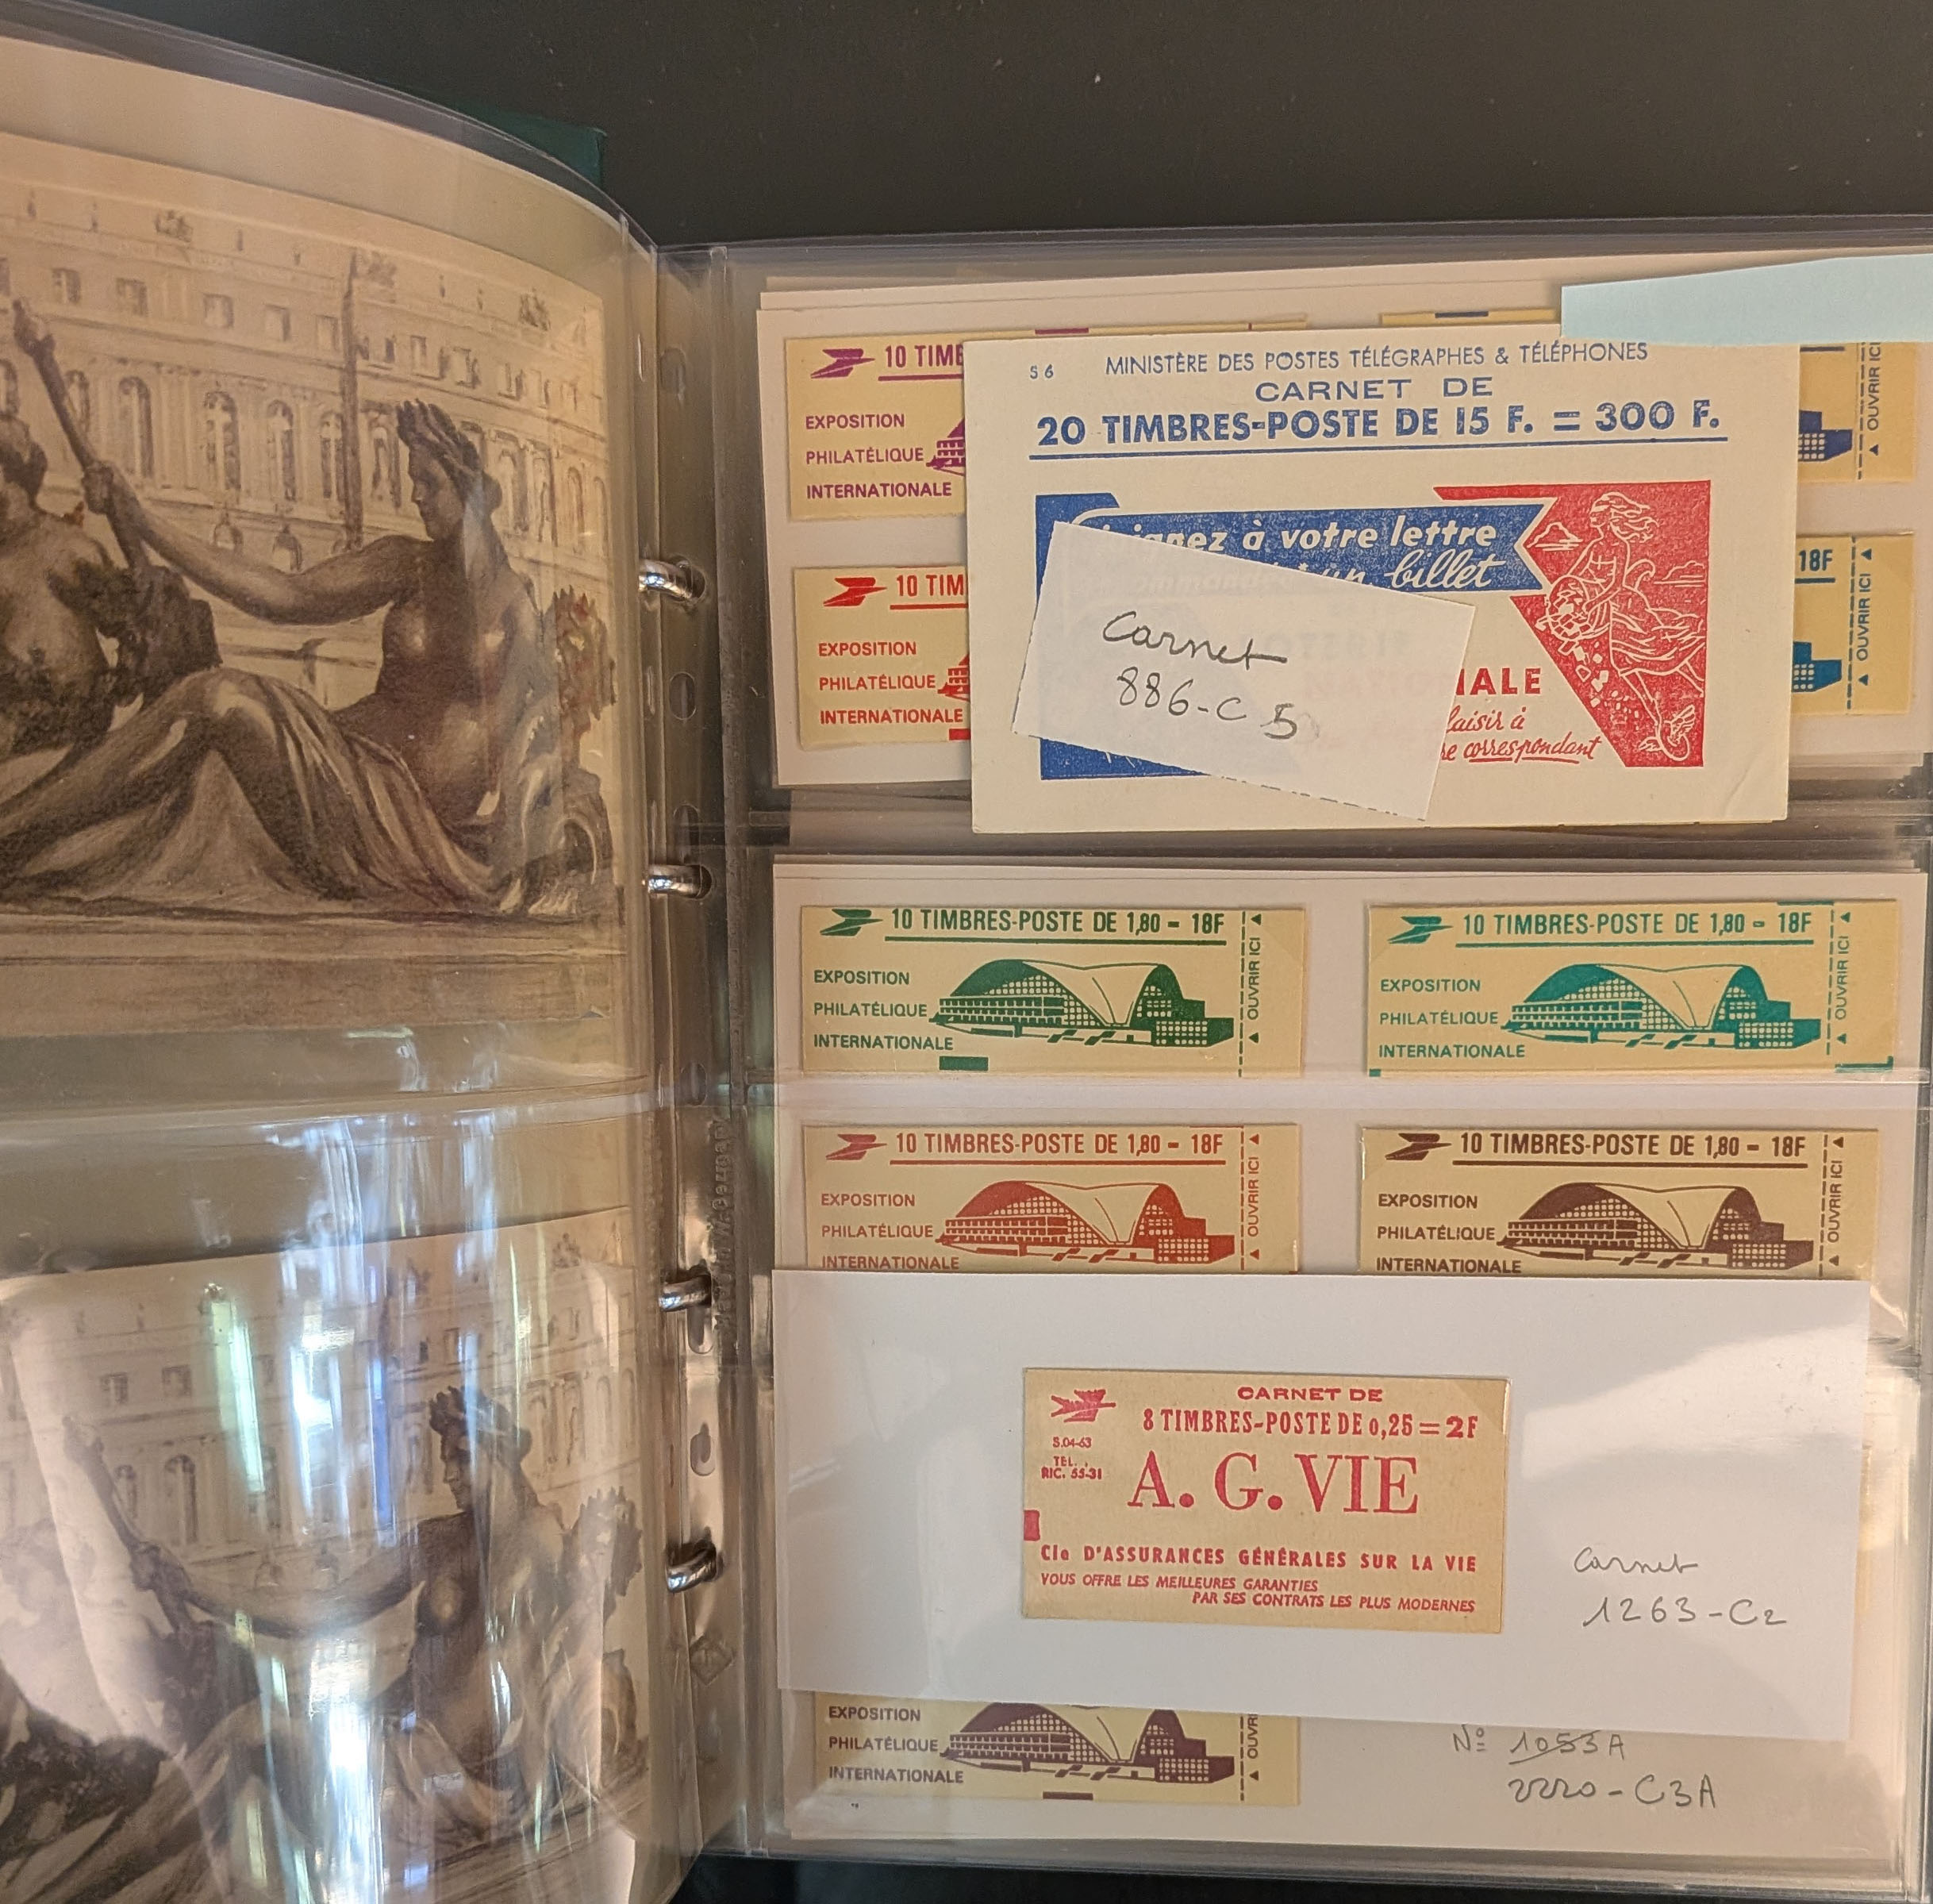 10 TIMB
EXPOSITION
PHILATÉLIQUE
INTERNATIONALE
10 TIM
EXPOSITION
PHILATÉLIQUE
INTERNATIONALE
S 6 MINISTÈRE DES POSTES TÉLÉGRAPHES & TÉLÉPHONES
CARNET DE
20 TIMBRES-POSTE DE 15 F. = 300 F.
à votre lettre
un billet
Carnet
886-C 5
NALE
laisir à
re correspondant
OUVRIR ICI
18F
OUVRIR ICI
10 TIMBRES-POSTE DE 1,80 - 18F
EXPOSITION
PHILATÉLIQUE
INTERNATIONALE
OUVRIR ICI
10 TIMBRES-POSTE DE 1,80 - 18F
EXPOSITION
PHILATÉLIQUE
INTERNATIONALE
OUVRIR ICI
10 TIMBRES-POSTE DE 1,80 - 18F
EXPOSITION
PHILATÉLIQUE
INTERNATIONALE
OUVRIR ICI
10 TIMBRES-POSTE DE 1,80 - 18F
EXPOSITION
PHILATÉLIQUE
INTERNATIONALE
OUVRIR ICI
CARNET DE
8 TIMBRES-POSTE DE 0,25 = 2F
S.04-63
TEL.
RIC. 55-31
A. G. VIE
Cie D'ASSURANCES GÉNÉRALES SUR LA VIE
VOUS OFFRE LES MEILLEURES GARANTIES
PAR SES CONTRATS LES PLUS MODERNES
Carnet
1263-C2
EXPOSITION
PHILATÉLIQUE
INTERNATIONALE
OUVR
Nº 1053A
2220-C3A